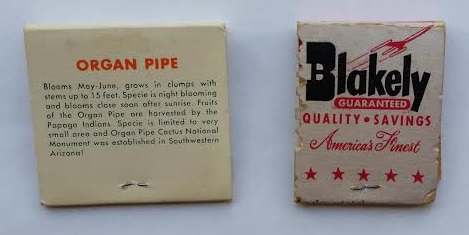 ORGAN PIPE
Blooms May-June, grows in clumps with
stems up to 15 feet. Specie is night blooming
and blooms close soon after sunrise. Fruits
of the Organ Pipe are harvested by the
Papago Indians. Specie is limited to very
small area and Organ Pipe Cactus National
Monument was established in Southwestern
Arizona!
Blakely
GUARANTEED
QUALITY • SAVINGS
America's Finest
★ ★ ★ ★ ★